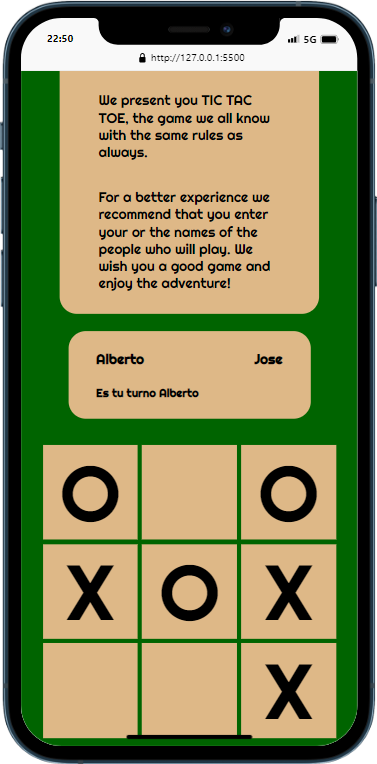 22:50
5G
http://127.0.0.1:5500
We present you TIC TAC
TOE, the game we all know
with the same rules as
always.
For a better experience we
recommend that you enter
your or the names of the
people who will play. We
wish you a good game and
enjoy the adventure!
Alberto Jose
Es tu turno Alberto
O O
X O X
X